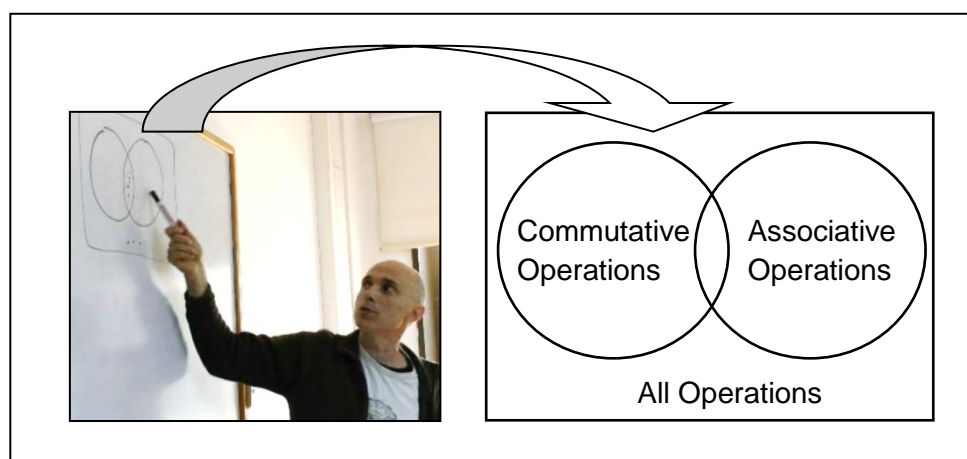 Commutative
Operations
Associative
Operations
All Operations